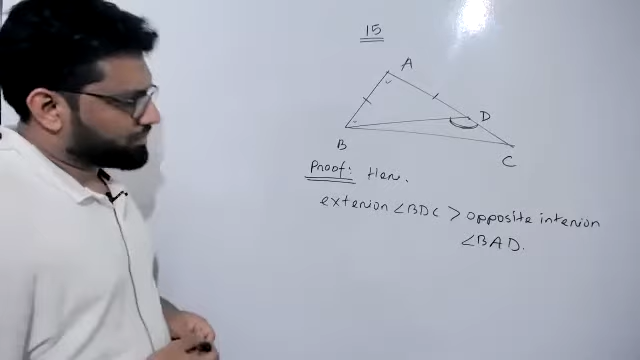 15
A
D
B
C
Proof: Here.
exterior ∠BDC > opposite interior
∠BAD.